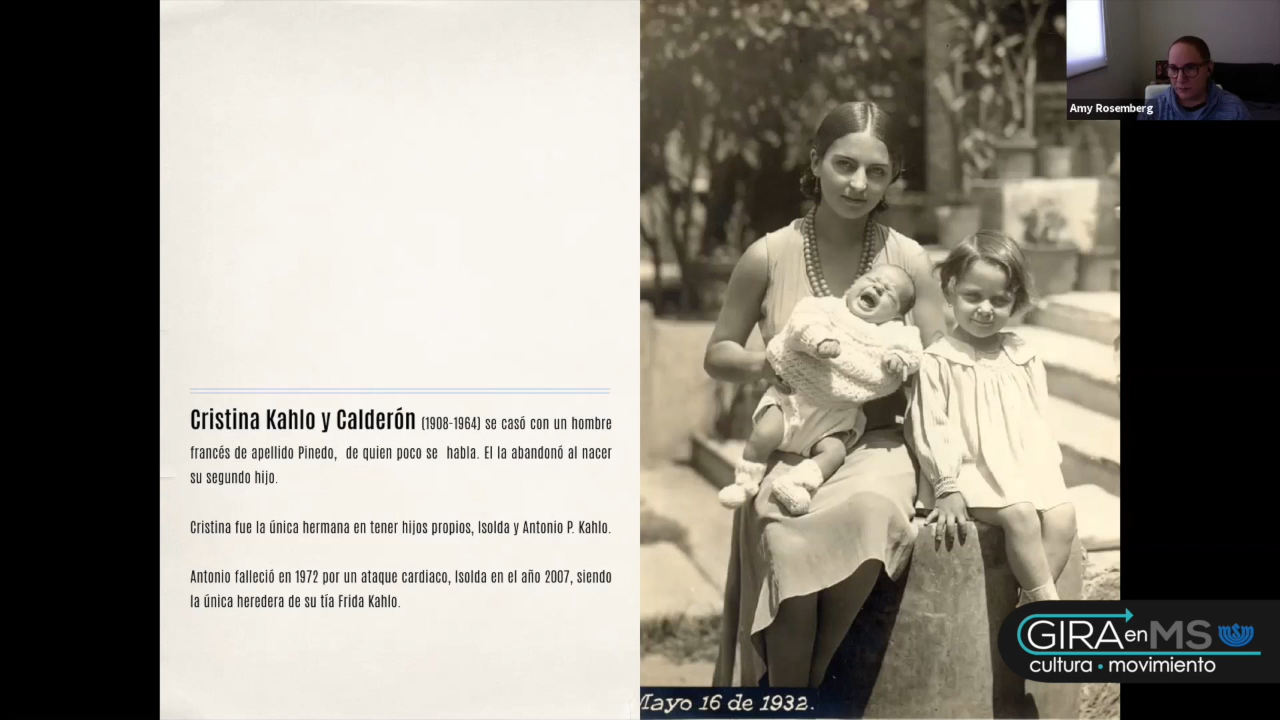 Amy Rosemberg
Cristina Kahlo y Calderón (1908-1964) se casó con un hombre
francés de apellido Pinedo, de quien poco se habla. El la abandonó al nacer
su segundo hijo.
Cristina fue la única hermana en tener hijos propios, Isolda y Antonio P. Kahlo.
Antonio falleció en 1972 por un ataque cardiaco, Isolda en el año 2007, siendo
la única heredera de su tía Frida Kahlo.
Mayo 16 de 1932.
GIRA en MS
cultura • movimiento